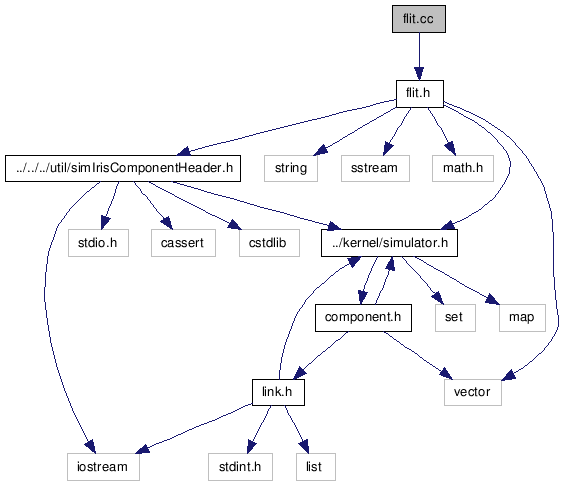 flit.cc
flit.h
../../../util/simIrisComponentHeader.h
string
sstream
math.h
stdio.h
cassert
cstdlib
../kernel/simulator.h
component.h
set
map
link.h
vector
iostream
stdint.h
list